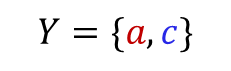 Y = {a, c}